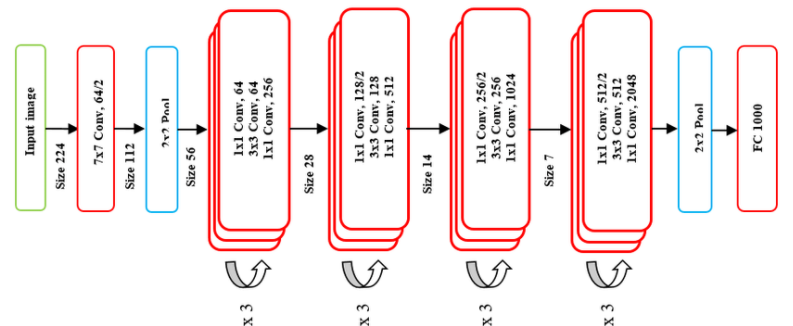 Input image
Size 224
7x7 Conv, 64/2
Size 112
2x2 Pool
Size 56
1x1 Conv, 64
3x3 Conv, 64
1x1 Conv, 256
x 3
Size 28
1x1 Conv, 128/2
3x3 Conv, 128
1x1 Conv, 512
x 3
Size 14
1x1 Conv, 256/2
3x3 Conv, 256
1x1 Conv, 1024
x 3
Size 7
1x1 Conv, 512/2
3x3 Conv, 512
1x1 Conv, 2048
x 3
2x2 Pool
FC 1000